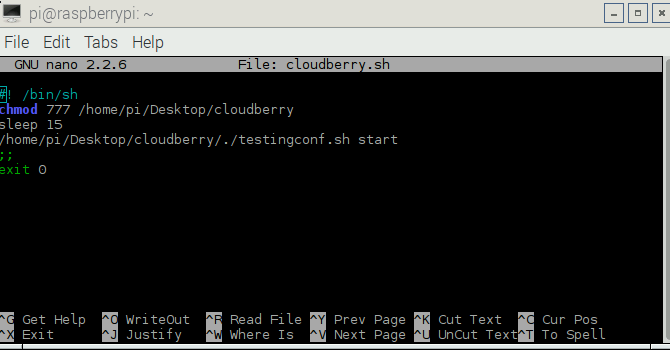 pi@raspberrypi: ~
File Edit Tabs Help
GNU nano 2.2.6 File: cloudberry.sh
#! /bin/sh
chmod 777 /home/pi/Desktop/cloudberry
sleep 15
/home/pi/Desktop/cloudberry/./testingconf.sh start
;;
exit 0
^G Get Help ^O WriteOut ^R Read File ^Y Prev Page ^K Cut Text ^C Cur Pos
^X Exit ^J Justify ^W Where Is ^V Next Page ^U UnCut Text ^T To Spell